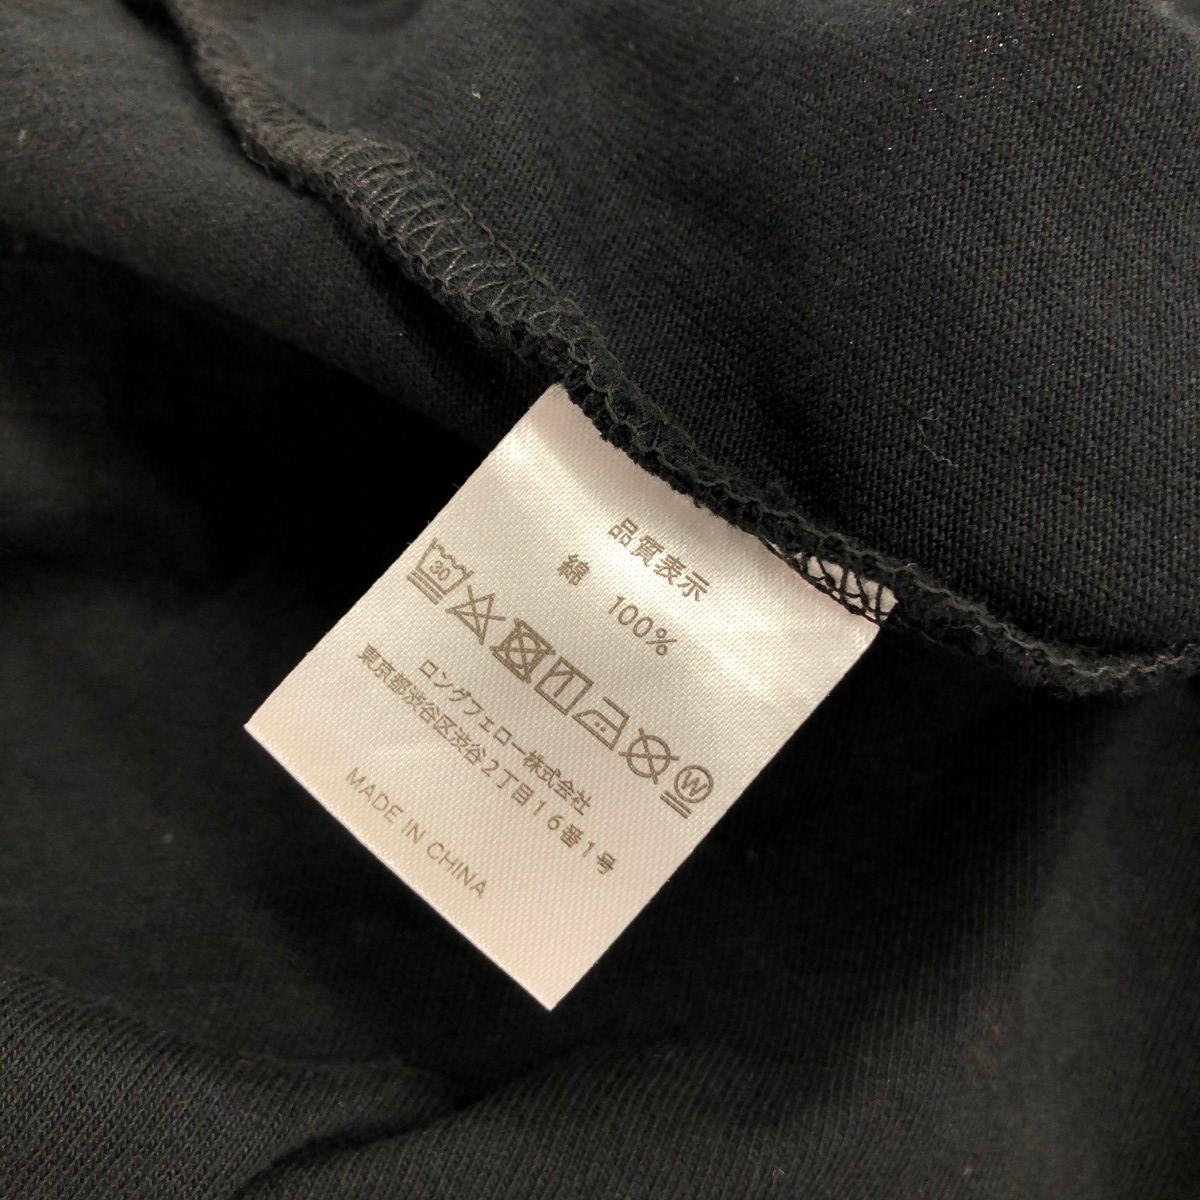 品質表示
綿 100%
30 W
ロングフェロー株式会社
東京都渋谷区渋谷２丁目１６番１号
MADE IN CHINA